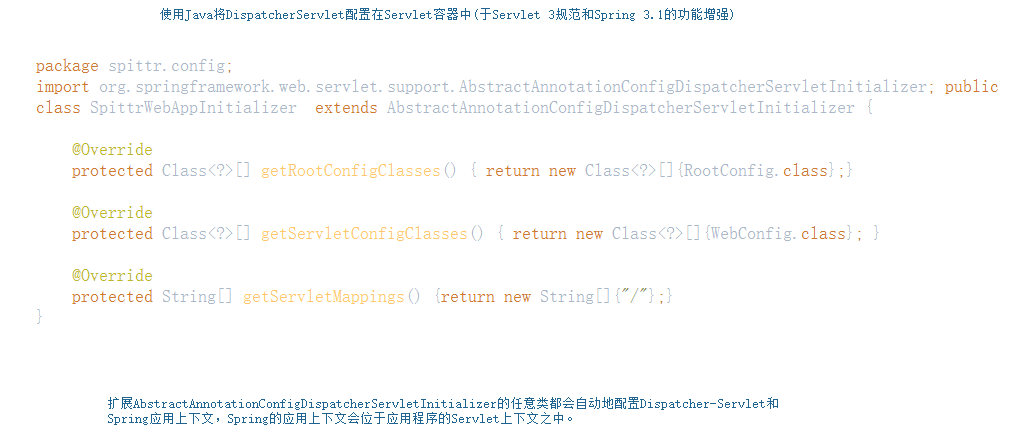 使用Java将DispatcherServlet配置在Servlet容器中(于Servlet 3规范和Spring 3.1的功能增强)
package spittr.config;
import org.springframework.web.servlet.support.AbstractAnnotationConfigDispatcherServletInitializer; public
class SpittrWebAppInitializer  extends AbstractAnnotationConfigDispatcherServletInitializer {
@Override
protected Class<?>[] getRootConfigClasses() { return new Class<?>[]{RootConfig.class};}
@Override
protected Class<?>[] getServletConfigClasses() { return new Class<?>[]{WebConfig.class}; }
@Override
protected String[] getServletMappings() {return new String[]{"/"};}
}
扩展AbstractAnnotationConfigDispatcherServletInitializer的任意类都会自动地配置Dispatcher-Servlet和
Spring应用上下文，Spring的应用上下文会位于应用程序的Servlet上下文之中。